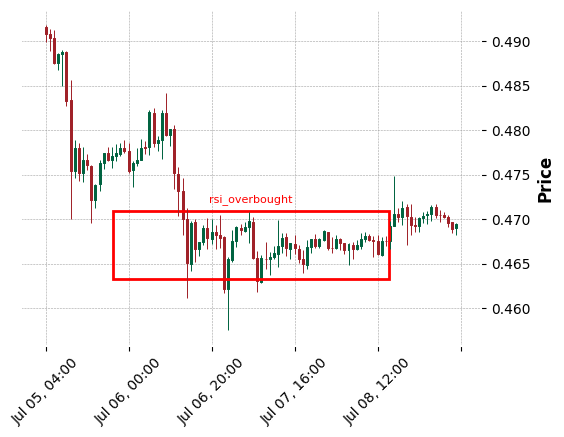 0.490
0.485
0.480
0.475
rsi_overbought
0.470
0.465
0.460
Price
Jul 05, 04:00
Jul 06, 00:00
Jul 06, 20:00
Jul 07, 16:00
Jul 08, 12:00